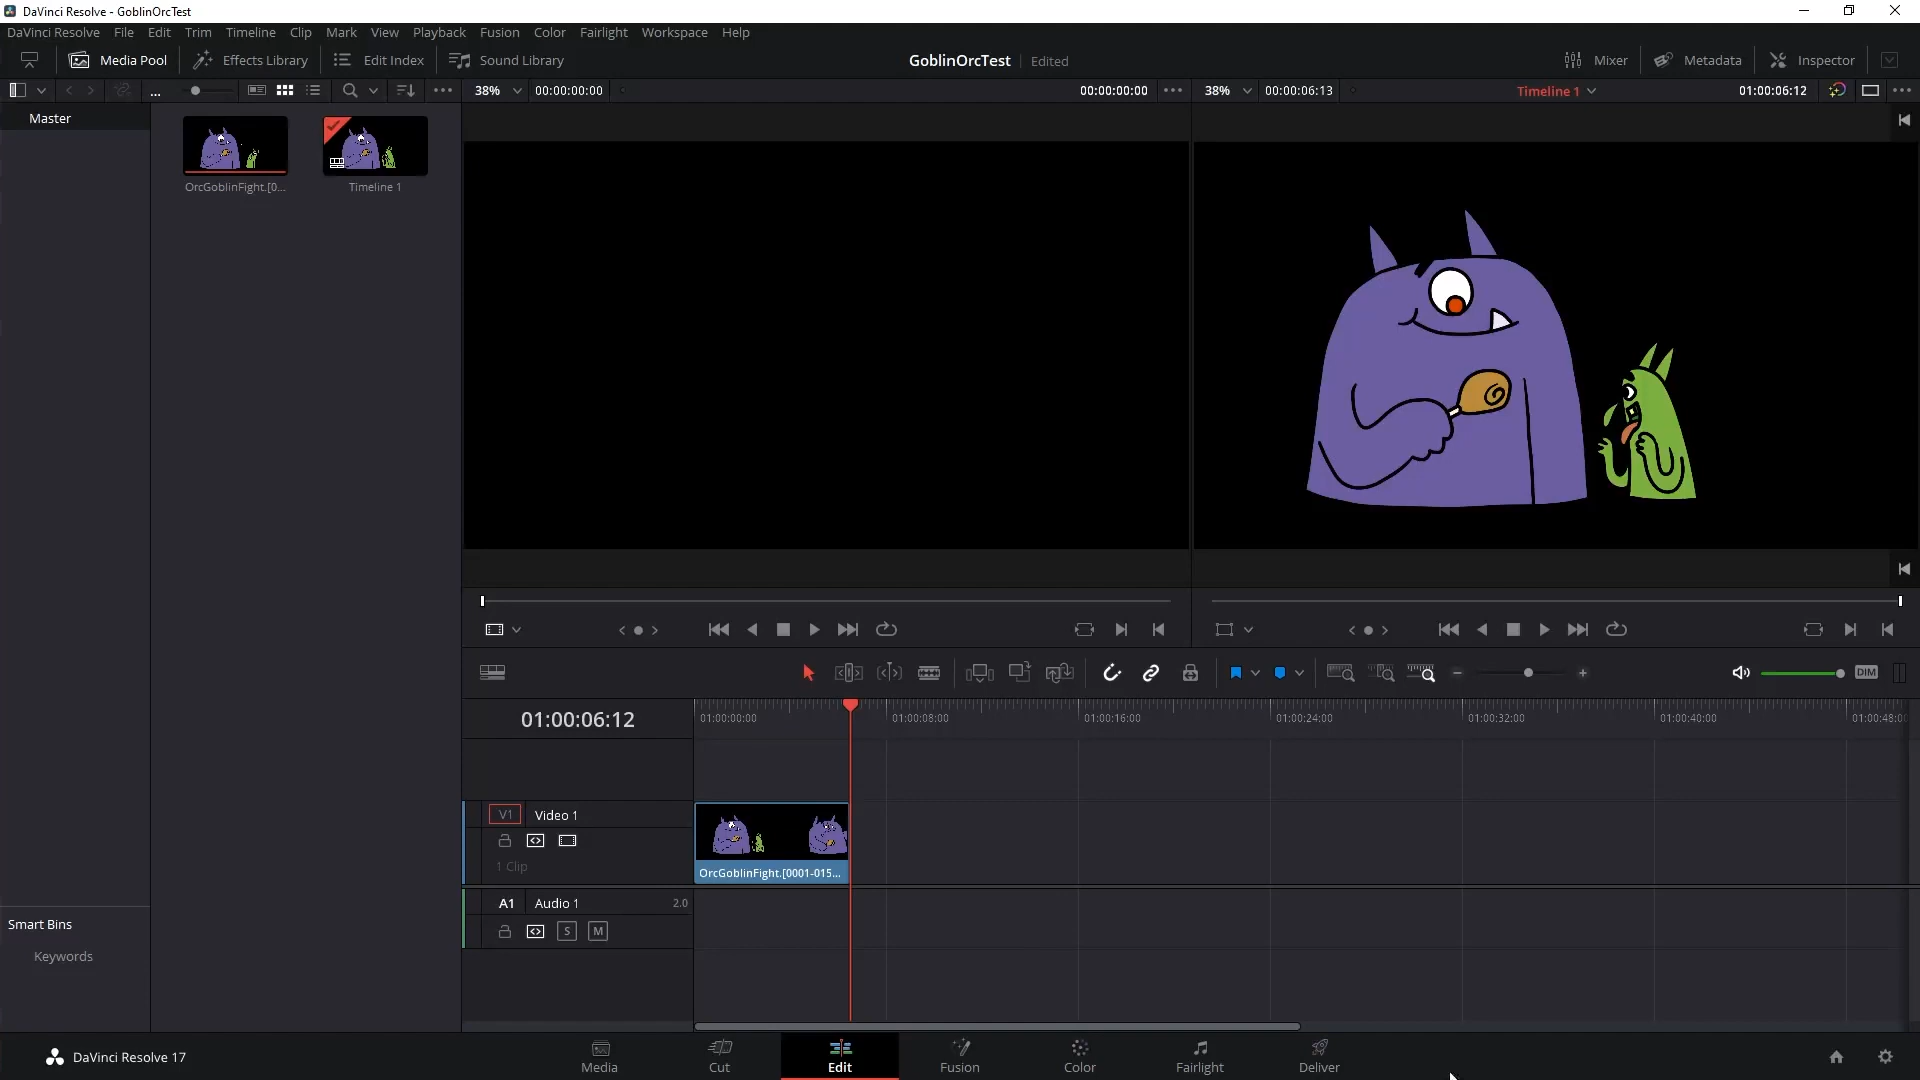 DaVinci Resolve - GoblinOrcTest
DaVinci Resolve File Edit Trim Timeline Clip Mark View Playback Fusion Color Fairlight Workspace Help
Media Pool Effects Library Edit Index Sound Library GoblinOrcTest Edited Mixer Metadata Inspector
... 38% 00:00:00:00 00:00:00:00 38% 00:00:06:13 Timeline 1 01:00:06:12
Master
OrcGoblinFight.[0... Timeline 1
DIM
01:00:06:12 01:00:00:00 01:00:08:00 01:00:16:00 01:00:24:00 01:00:32:00 01:00:40:00 01:00:48:0
V1 Video 1
1 Clip
OrcGoblinFight.[0001-015...
A1 Audio 1 2.0
S M
Smart Bins
Keywords
DaVinci Resolve 17 Media Cut Edit Fusion Color Fairlight Deliver